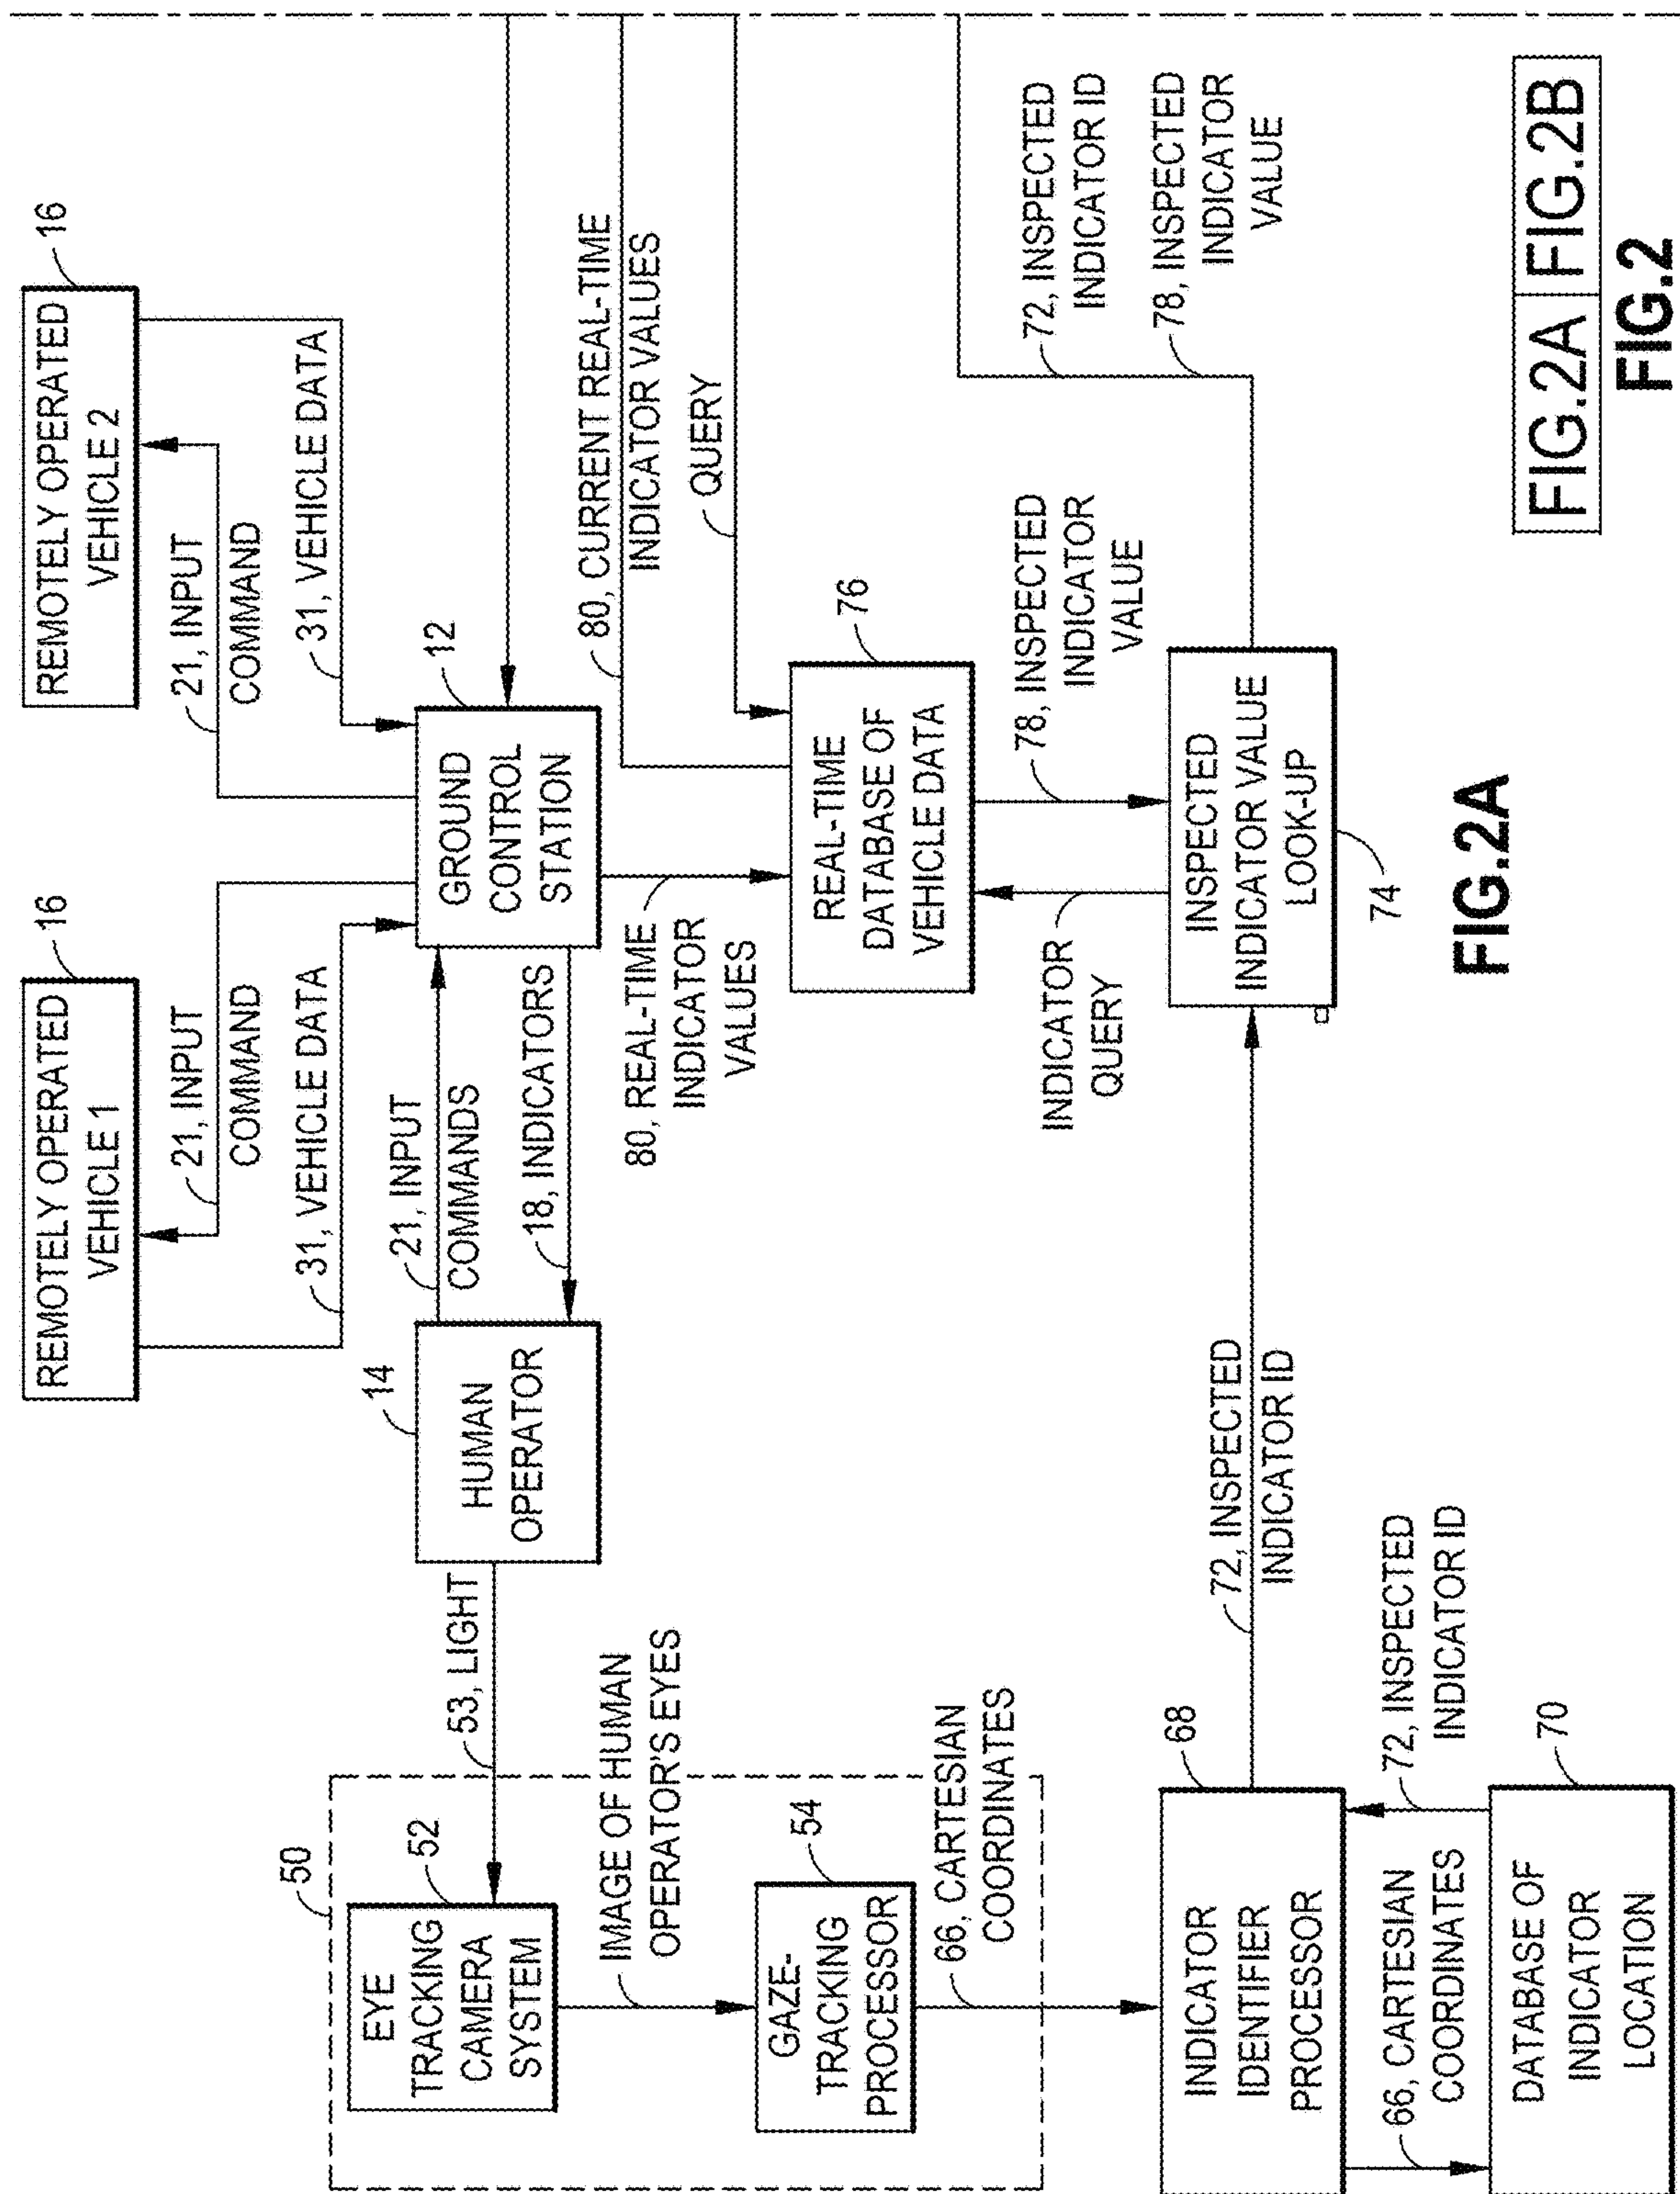 REMOTELY OPERATED
VEHICLE 1
16
REMOTELY OPERATED
VEHICLE 2
16
21, INPUT
COMMAND
31, VEHICLE DATA
21, INPUT
COMMAND
31, VEHICLE DATA
50
EYE
TRACKING
CAMERA
SYSTEM
52
53, LIGHT
HUMAN
OPERATOR
14
21, INPUT
COMMANDS
18, INDICATORS
GROUND
CONTROL
STATION
12
IMAGE OF HUMAN
OPERATOR'S EYES
80, REAL-TIME
INDICATOR
VALUES
80, CURRENT REAL-TIME
INDICATOR VALUES
QUERY
GAZE-
TRACKING
PROCESSOR
54
REAL-TIME
DATABASE OF
VEHICLE DATA
76
66, CARTESIAN
COORDINATES
INDICATOR
QUERY
78, INSPECTED
INDICATOR
VALUE
72, INSPECTED
INDICATOR ID
78, INSPECTED
INDICATOR
VALUE
INDICATOR
IDENTIFIER
PROCESSOR
68
72, INSPECTED
INDICATOR ID
INSPECTED
INDICATOR VALUE
LOOK-UP
74
66, CARTESIAN
COORDINATES
72, INSPECTED
INDICATOR ID
DATABASE OF
INDICATOR
LOCATION
70
FIG.2A
FIG.2A FIG.2B
FIG.2